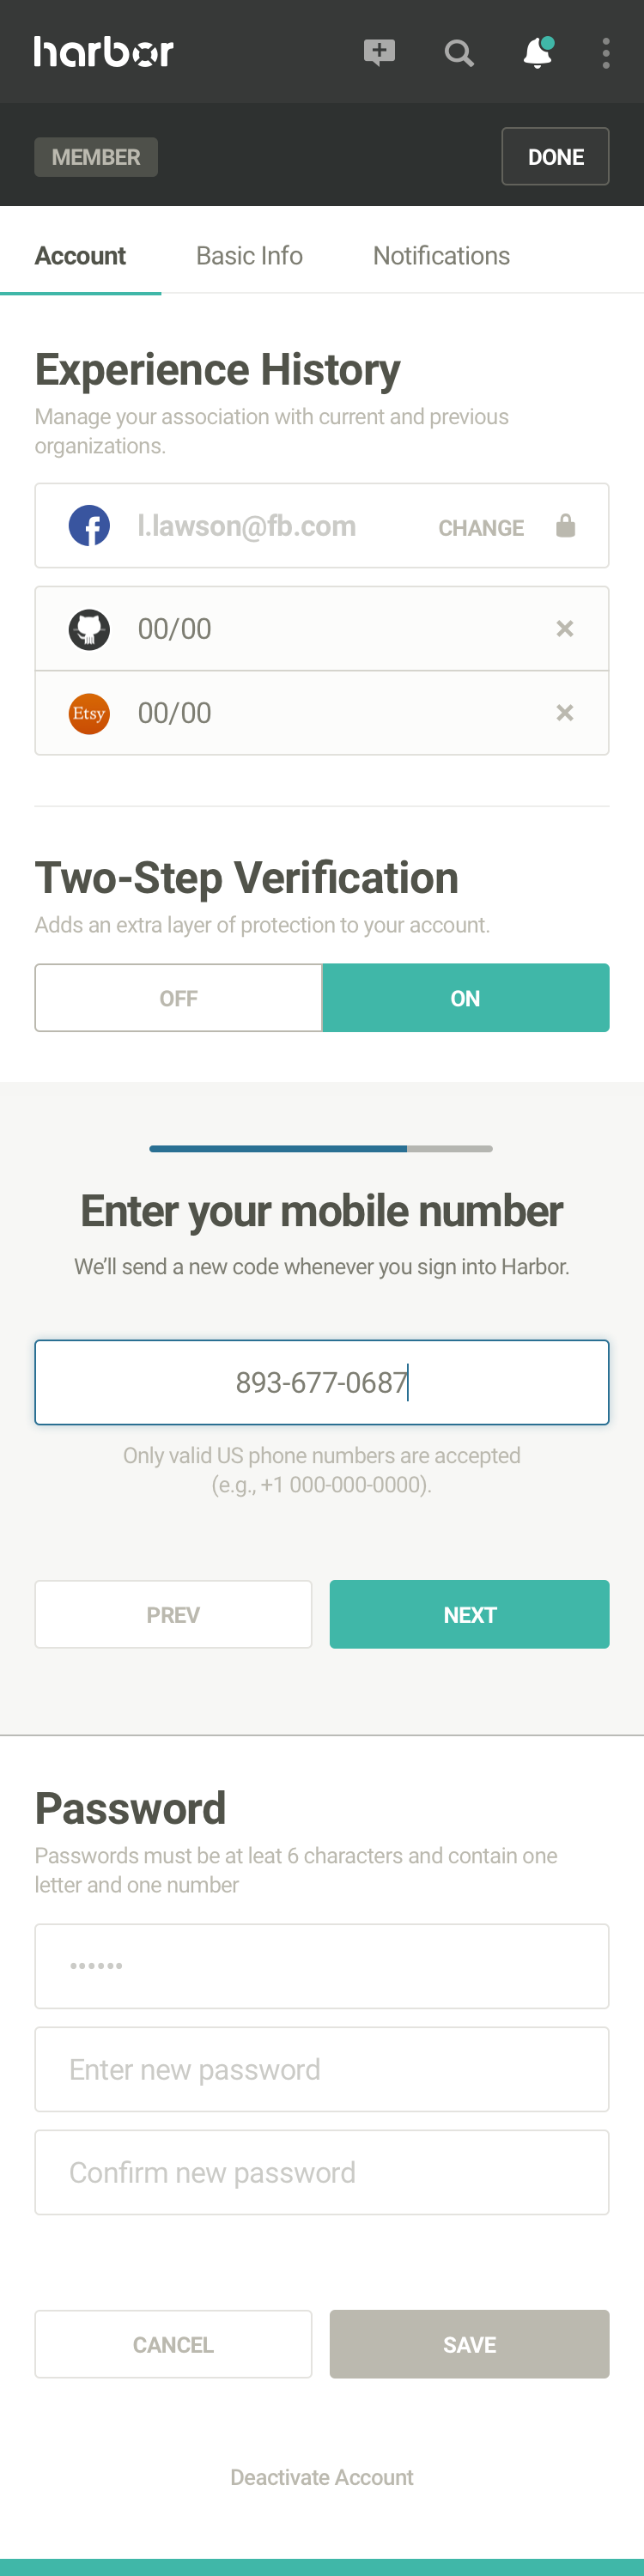 harbor
MEMBER
DONE
Account Basic Info Notifications
Experience History
Manage your association with current and previous
organizations.
l.lawson@fb.com CHANGE
00/00
Etsy 00/00
Two-Step Verification
Adds an extra layer of protection to your account.
OFF ON
Enter your mobile number
We’ll send a new code whenever you sign into Harbor.
893-677-0687
Only valid US phone numbers are accepted
(e.g., +1 000-000-0000).
PREV NEXT
Password
Passwords must be at leat 6 characters and contain one
letter and one number
••••••
Enter new password
Confirm new password
CANCEL SAVE
Deactivate Account